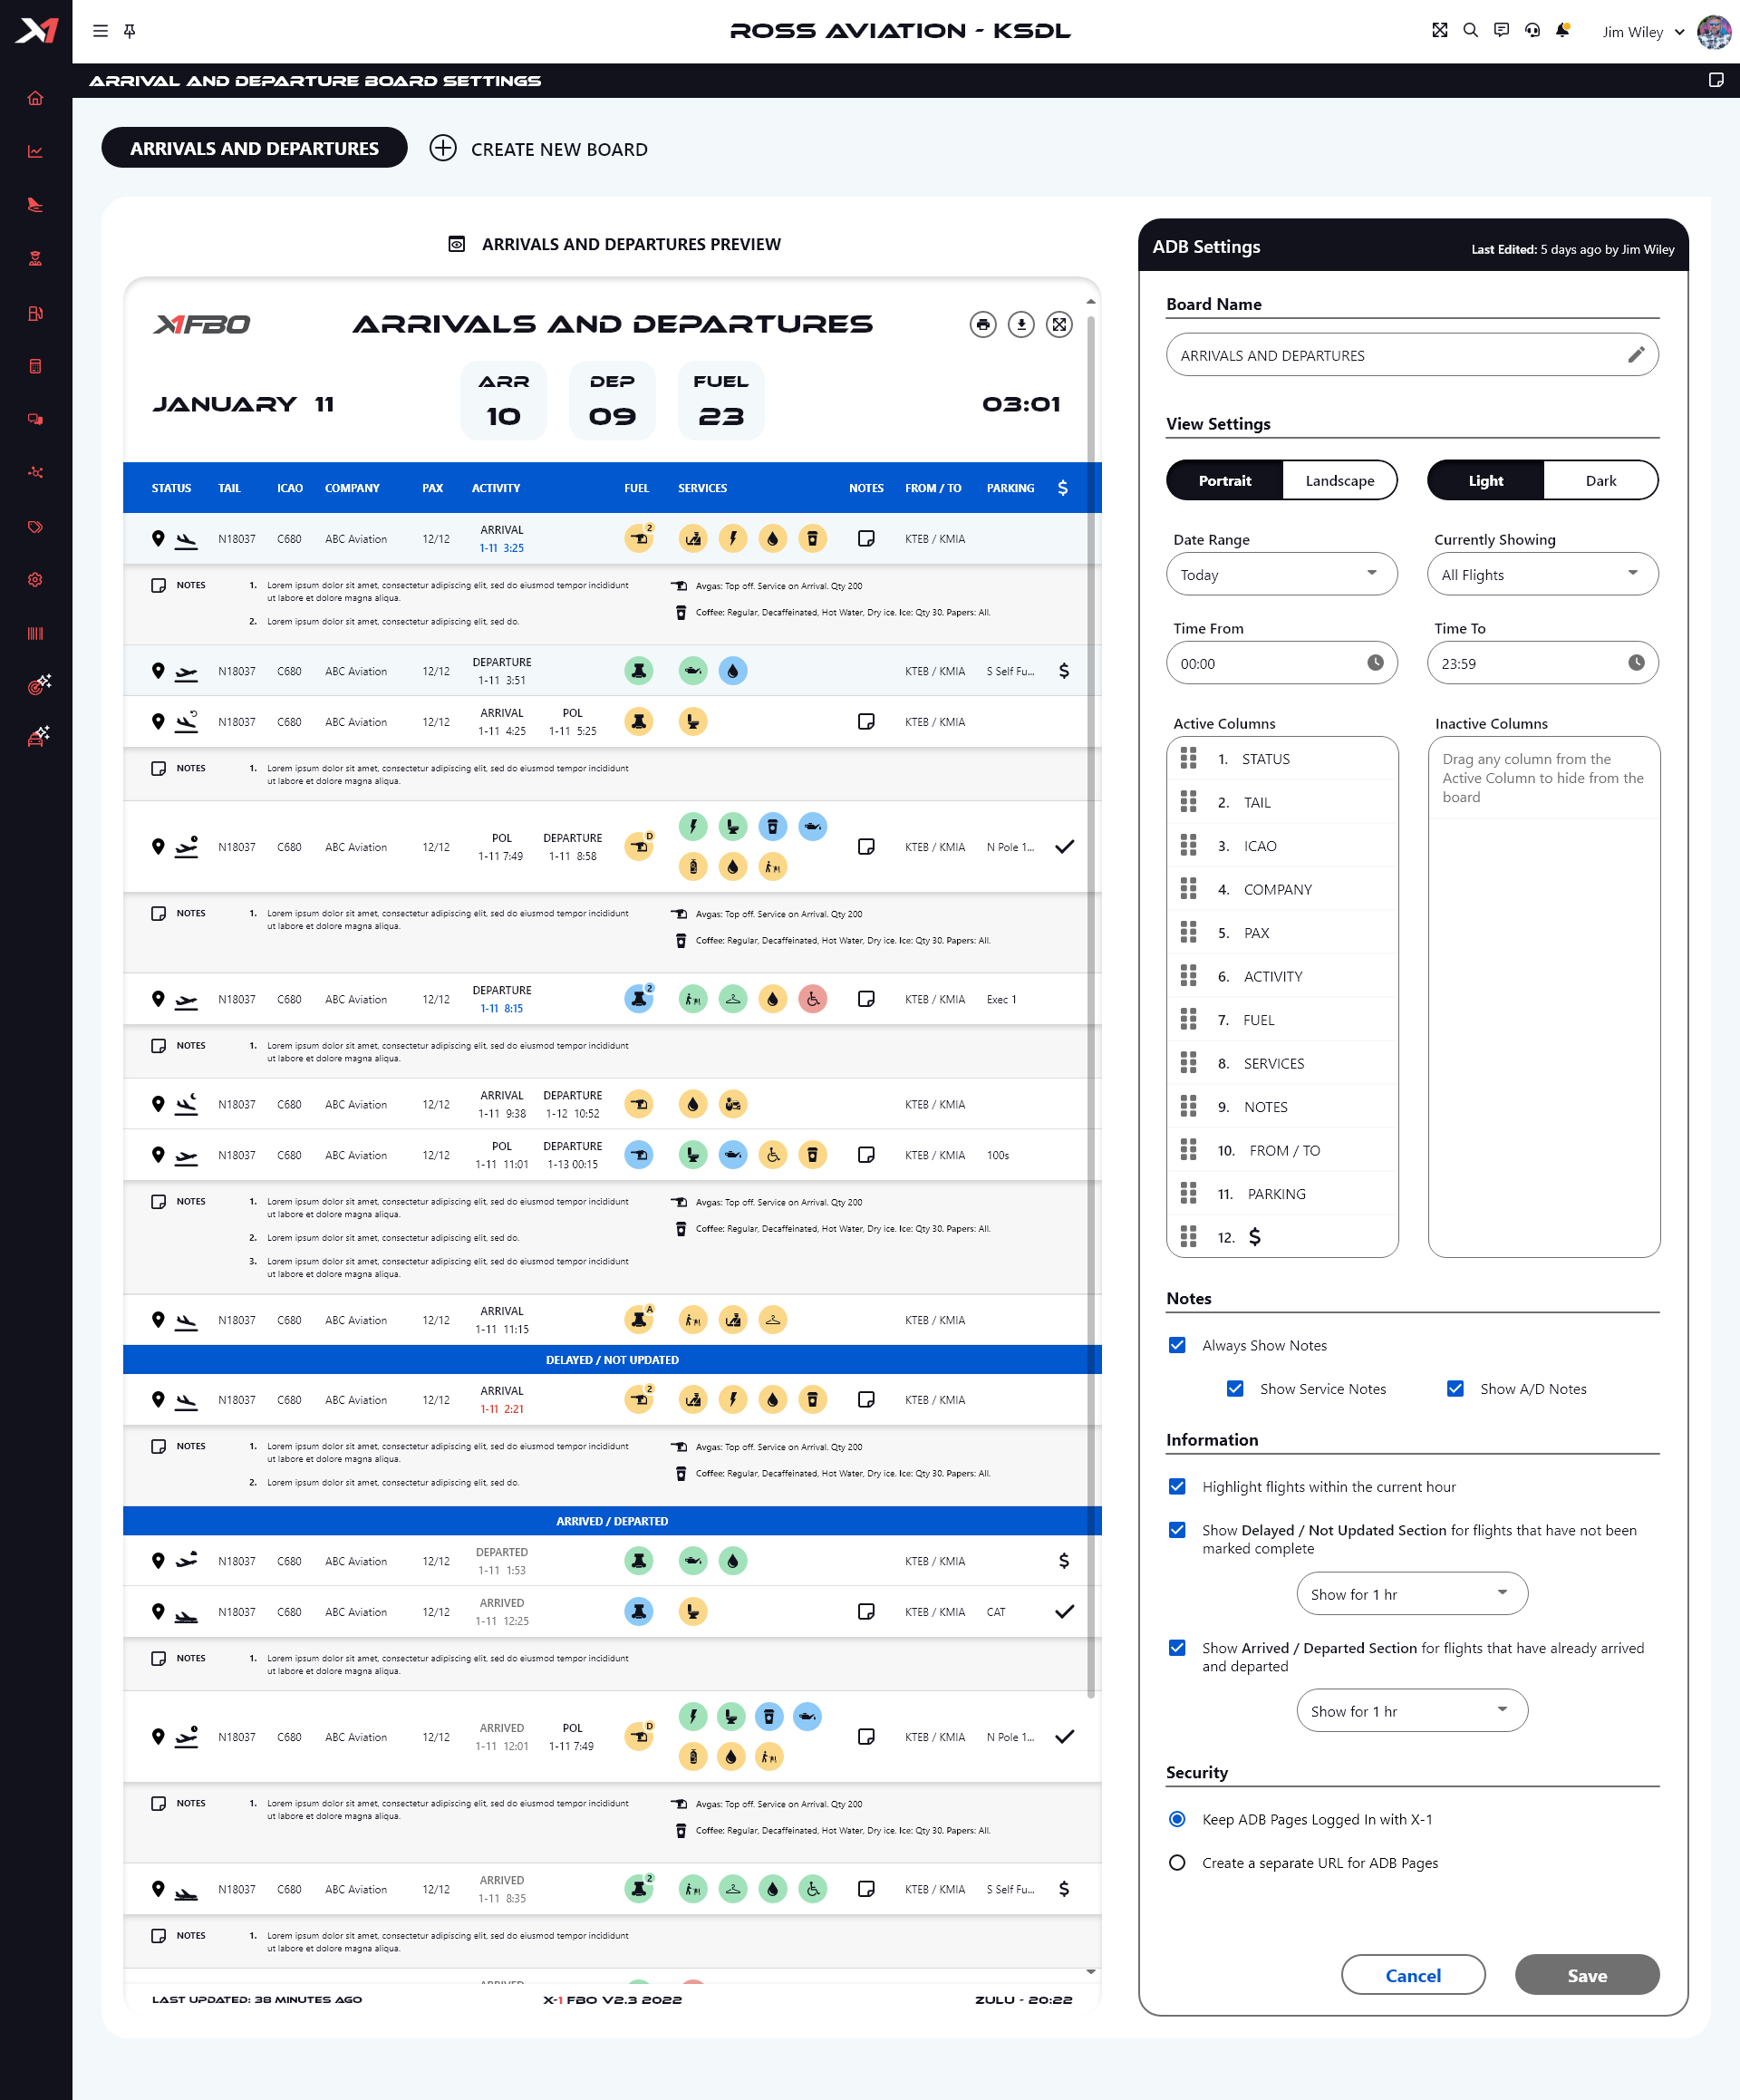 X1
ROSS AVIATION - KSDL
Jim Wiley
ARRIVAL AND DEPARTURE BOARD SETTINGS
ARRIVALS AND DEPARTURES
CREATE NEW BOARD
ARRIVALS AND DEPARTURES PREVIEW
X1FBO
ARRIVALS AND DEPARTURES
JANUARY 11
ARR
10
DEP
09
FUEL
23
03:01
STATUS TAIL ICAO COMPANY PAX ACTIVITY FUEL SERVICES NOTES FROM / TO PARKING $
N18037 C680 ABC Aviation 12/12 ARRIVAL 2 KTEB / KMIA
1-11 3:25
NOTES 1. Lorem ipsum dolor sit amet, consectetur adipiscing elit, sed do eiusmod tempor incididunt
ut labore et dolore magna aliqua.
2. Lorem ipsum dolor sit amet, consectetur adipiscing elit, sed do.
Avgas: Top off. Service on Arrival. Qty 200
Coffee: Regular, Decaffeinated, Hot Water, Dry ice. Ice: Qty 30. Papers: All.
N18037 C680 ABC Aviation 12/12 DEPARTURE KTEB / KMIA S Self Fu... $
1-11 3:51
N18037 C680 ABC Aviation 12/12 ARRIVAL POL KTEB / KMIA
1-11 4:25 1-11 5:25
NOTES 1. Lorem ipsum dolor sit amet, consectetur adipiscing elit, sed do eiusmod tempor incididunt
ut labore et dolore magna aliqua.
N18037 C680 ABC Aviation 12/12 POL DEPARTURE D KTEB / KMIA N Pole 1...
1-11 7:49 1-11 8:58
NOTES 1. Lorem ipsum dolor sit amet, consectetur adipiscing elit, sed do eiusmod tempor incididunt
ut labore et dolore magna aliqua.
Avgas: Top off. Service on Arrival. Qty 200
Coffee: Regular, Decaffeinated, Hot Water, Dry ice. Ice: Qty 30. Papers: All.
N18037 C680 ABC Aviation 12/12 DEPARTURE 2 KTEB / KMIA Exec 1
1-11 8:15
NOTES 1. Lorem ipsum dolor sit amet, consectetur adipiscing elit, sed do eiusmod tempor incididunt
ut labore et dolore magna aliqua.
N18037 C680 ABC Aviation 12/12 ARRIVAL DEPARTURE KTEB / KMIA
1-11 9:38 1-12 10:52
N18037 C680 ABC Aviation 12/12 POL DEPARTURE KTEB / KMIA 100s
1-11 11:01 1-13 00:15
NOTES 1. Lorem ipsum dolor sit amet, consectetur adipiscing elit, sed do eiusmod tempor incididunt
ut labore et dolore magna aliqua.
2. Lorem ipsum dolor sit amet, consectetur adipiscing elit, sed do.
3. Lorem ipsum dolor sit amet, consectetur adipiscing elit, sed do eiusmod tempor incididunt
ut labore et dolore magna aliqua.
Avgas: Top off. Service on Arrival. Qty 200
Coffee: Regular, Decaffeinated, Hot Water, Dry ice. Ice: Qty 30. Papers: All.
N18037 C680 ABC Aviation 12/12 ARRIVAL A KTEB / KMIA
1-11 11:15
DELAYED / NOT UPDATED
N18037 C680 ABC Aviation 12/12 ARRIVAL 2 KTEB / KMIA
1-11 2:21
NOTES 1. Lorem ipsum dolor sit amet, consectetur adipiscing elit, sed do eiusmod tempor incididunt
ut labore et dolore magna aliqua.
2. Lorem ipsum dolor sit amet, consectetur adipiscing elit, sed do.
Avgas: Top off. Service on Arrival. Qty 200
Coffee: Regular, Decaffeinated, Hot Water, Dry ice. Ice: Qty 30. Papers: All.
ARRIVED / DEPARTED
N18037 C680 ABC Aviation 12/12 DEPARTED KTEB / KMIA $
1-11 1:53
N18037 C680 ABC Aviation 12/12 ARRIVED KTEB / KMIA CAT
1-11 12:25
NOTES 1. Lorem ipsum dolor sit amet, consectetur adipiscing elit, sed do eiusmod tempor incididunt
ut labore et dolore magna aliqua.
N18037 C680 ABC Aviation 12/12 ARRIVED POL D KTEB / KMIA N Pole 1...
1-11 12:01 1-11 7:49
NOTES 1. Lorem ipsum dolor sit amet, consectetur adipiscing elit, sed do eiusmod tempor incididunt
ut labore et dolore magna aliqua.
Avgas: Top off. Service on Arrival. Qty 200
Coffee: Regular, Decaffeinated, Hot Water, Dry ice. Ice: Qty 30. Papers: All.
N18037 C680 ABC Aviation 12/12 ARRIVED 2 KTEB / KMIA S Self Fu... $
1-11 8:35
NOTES 1. Lorem ipsum dolor sit amet, consectetur adipiscing elit, sed do eiusmod tempor incididunt
ut labore et dolore magna aliqua.
ARRIVED
LAST UPDATED: 38 MINUTES AGO X-1 FBO V2.3 2022 ZULU - 20:22
ADB Settings Last Edited: 5 days ago by Jim Wiley
Board Name
ARRIVALS AND DEPARTURES
View Settings
Portrait Landscape Light Dark
Date Range Currently Showing
Today All Flights
Time From Time To
00:00 23:59
Active Columns
1. STATUS
2. TAIL
3. ICAO
4. COMPANY
5. PAX
6. ACTIVITY
7. FUEL
8. SERVICES
9. NOTES
10. FROM / TO
11. PARKING
12. $
Inactive Columns
Drag any column from the
Active Column to hide from the
board
Notes
Always Show Notes
Show Service Notes Show A/D Notes
Information
Highlight flights within the current hour
Show Delayed / Not Updated Section for flights that have not been
marked complete
Show for 1 hr
Show Arrived / Departed Section for flights that have already arrived
and departed
Show for 1 hr
Security
Keep ADB Pages Logged In with X-1
Create a separate URL for ADB Pages
Cancel Save